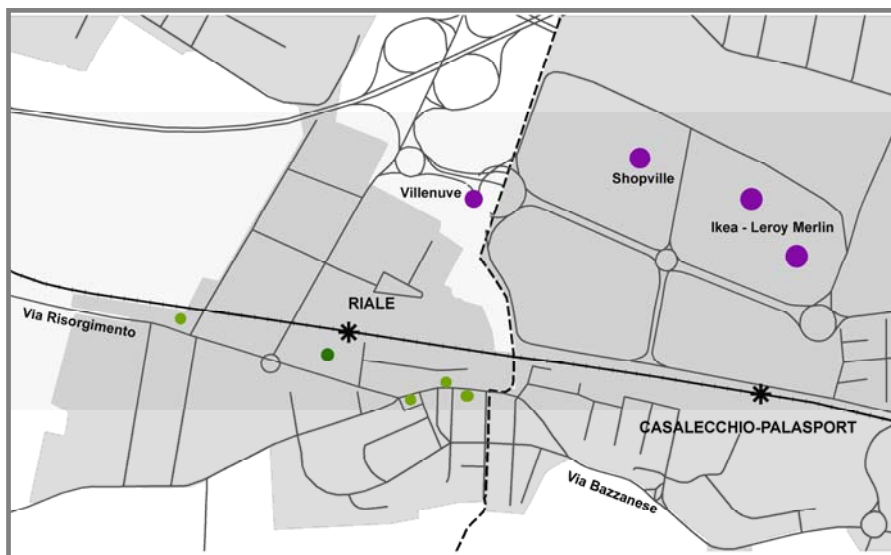 Shopville
Villenuve
Ikea - Leroy Merlin
RIALE
Via Risorgimento
CASALECCHIO-PALASPORT
Via Bazzanese